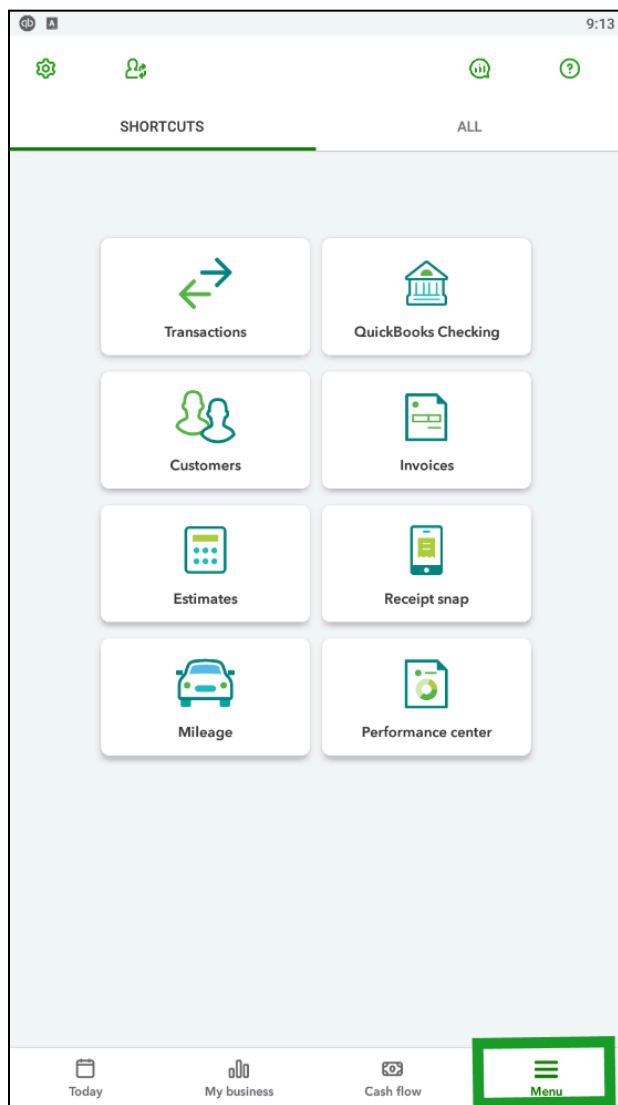 qb A 9:13
SHORTCUTS ALL
Transactions QuickBooks Checking
Customers Invoices
Estimates Receipt snap
Mileage Performance center
Today My business Cash flow Menu